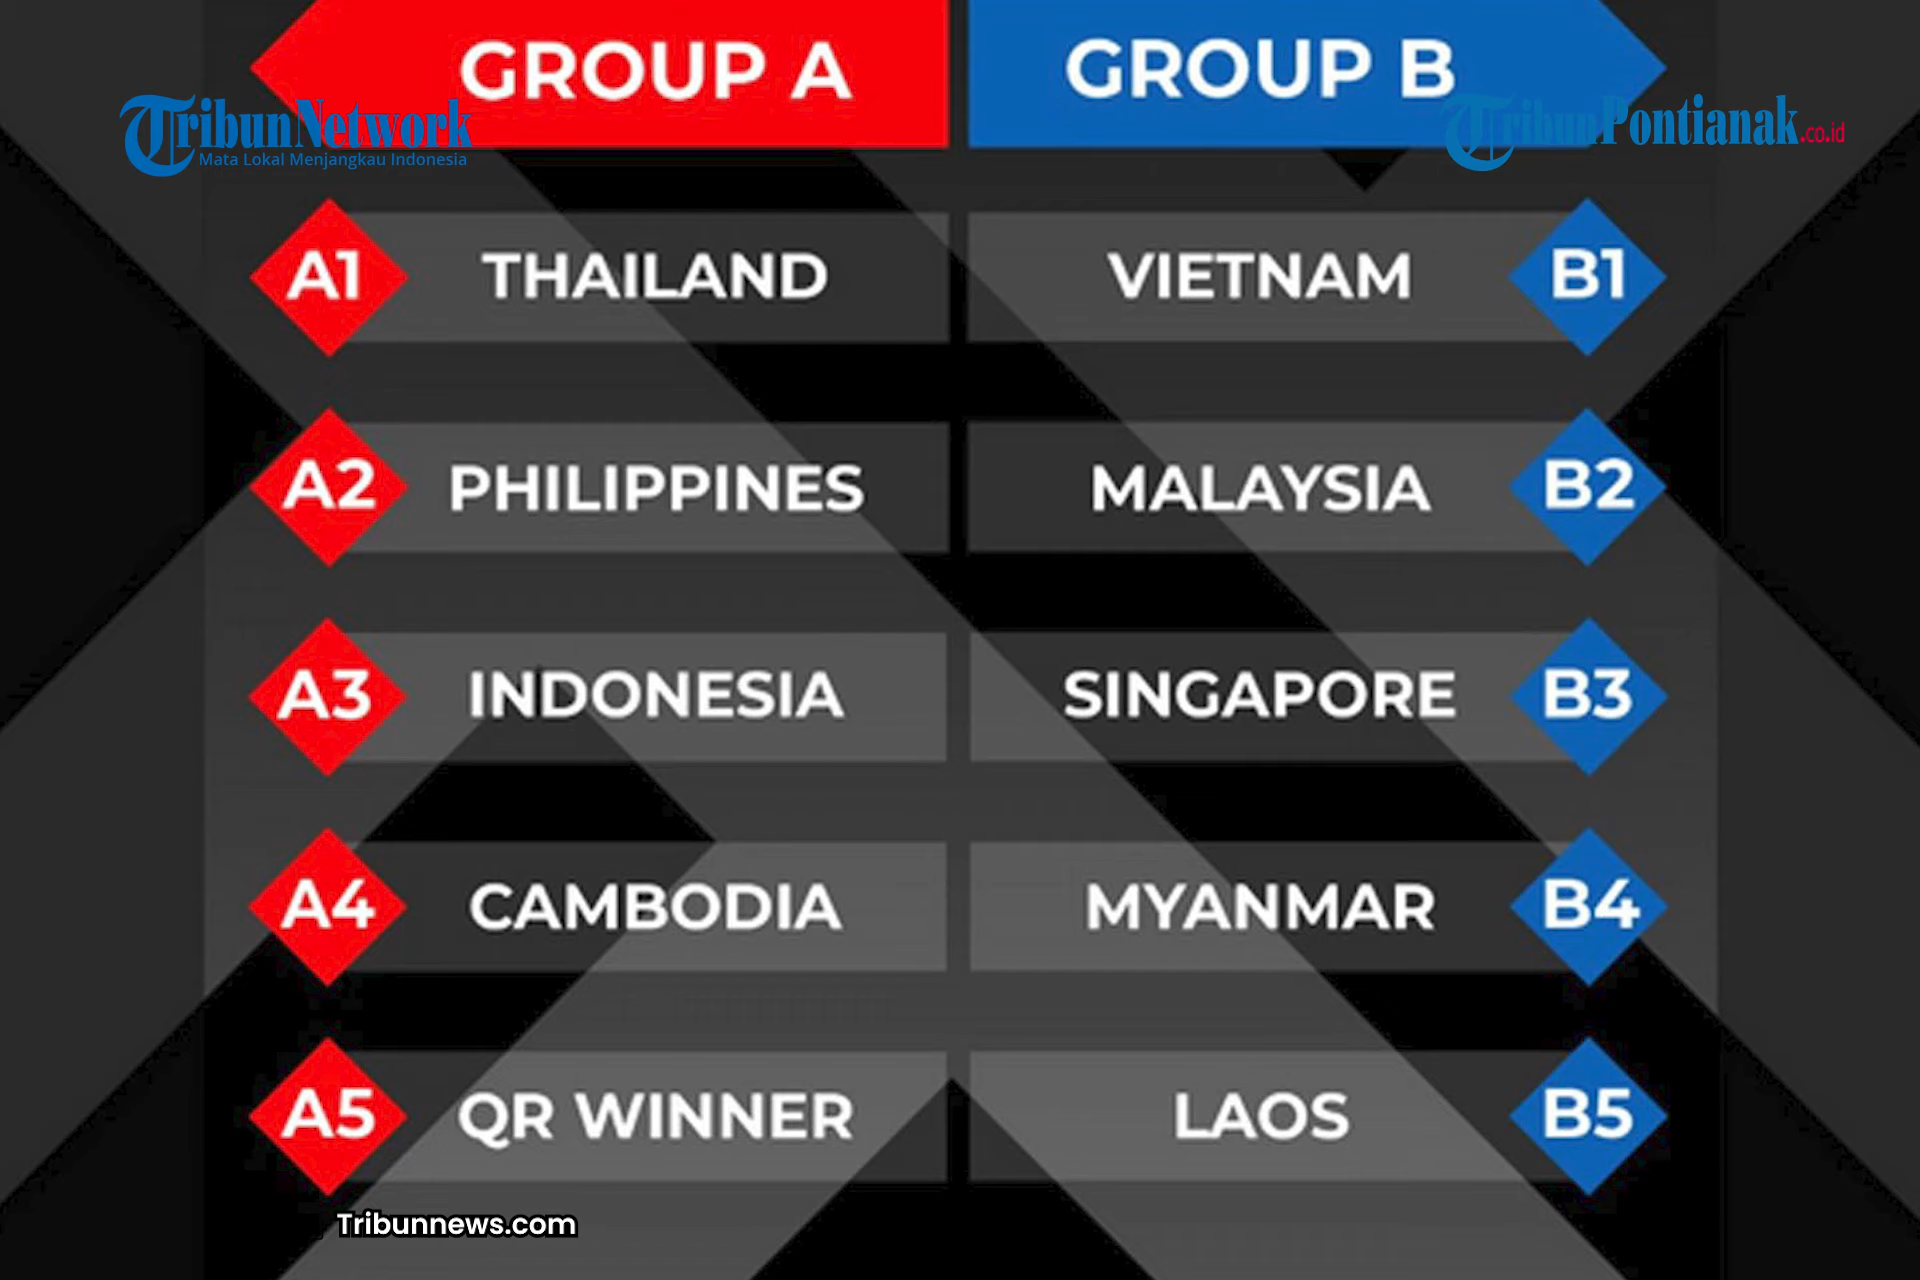 GROUP A
GROUP B
TribunNetwork
Mata Lokal Menjangkau Indonesia
TribunPontianak.co.id
A1 THAILAND
VIETNAM B1
A2 PHILIPPINES
MALAYSIA B2
A3 INDONESIA
SINGAPORE B3
A4 CAMBODIA
MYANMAR B4
A5 QR WINNER
LAOS B5
Tribunnews.com